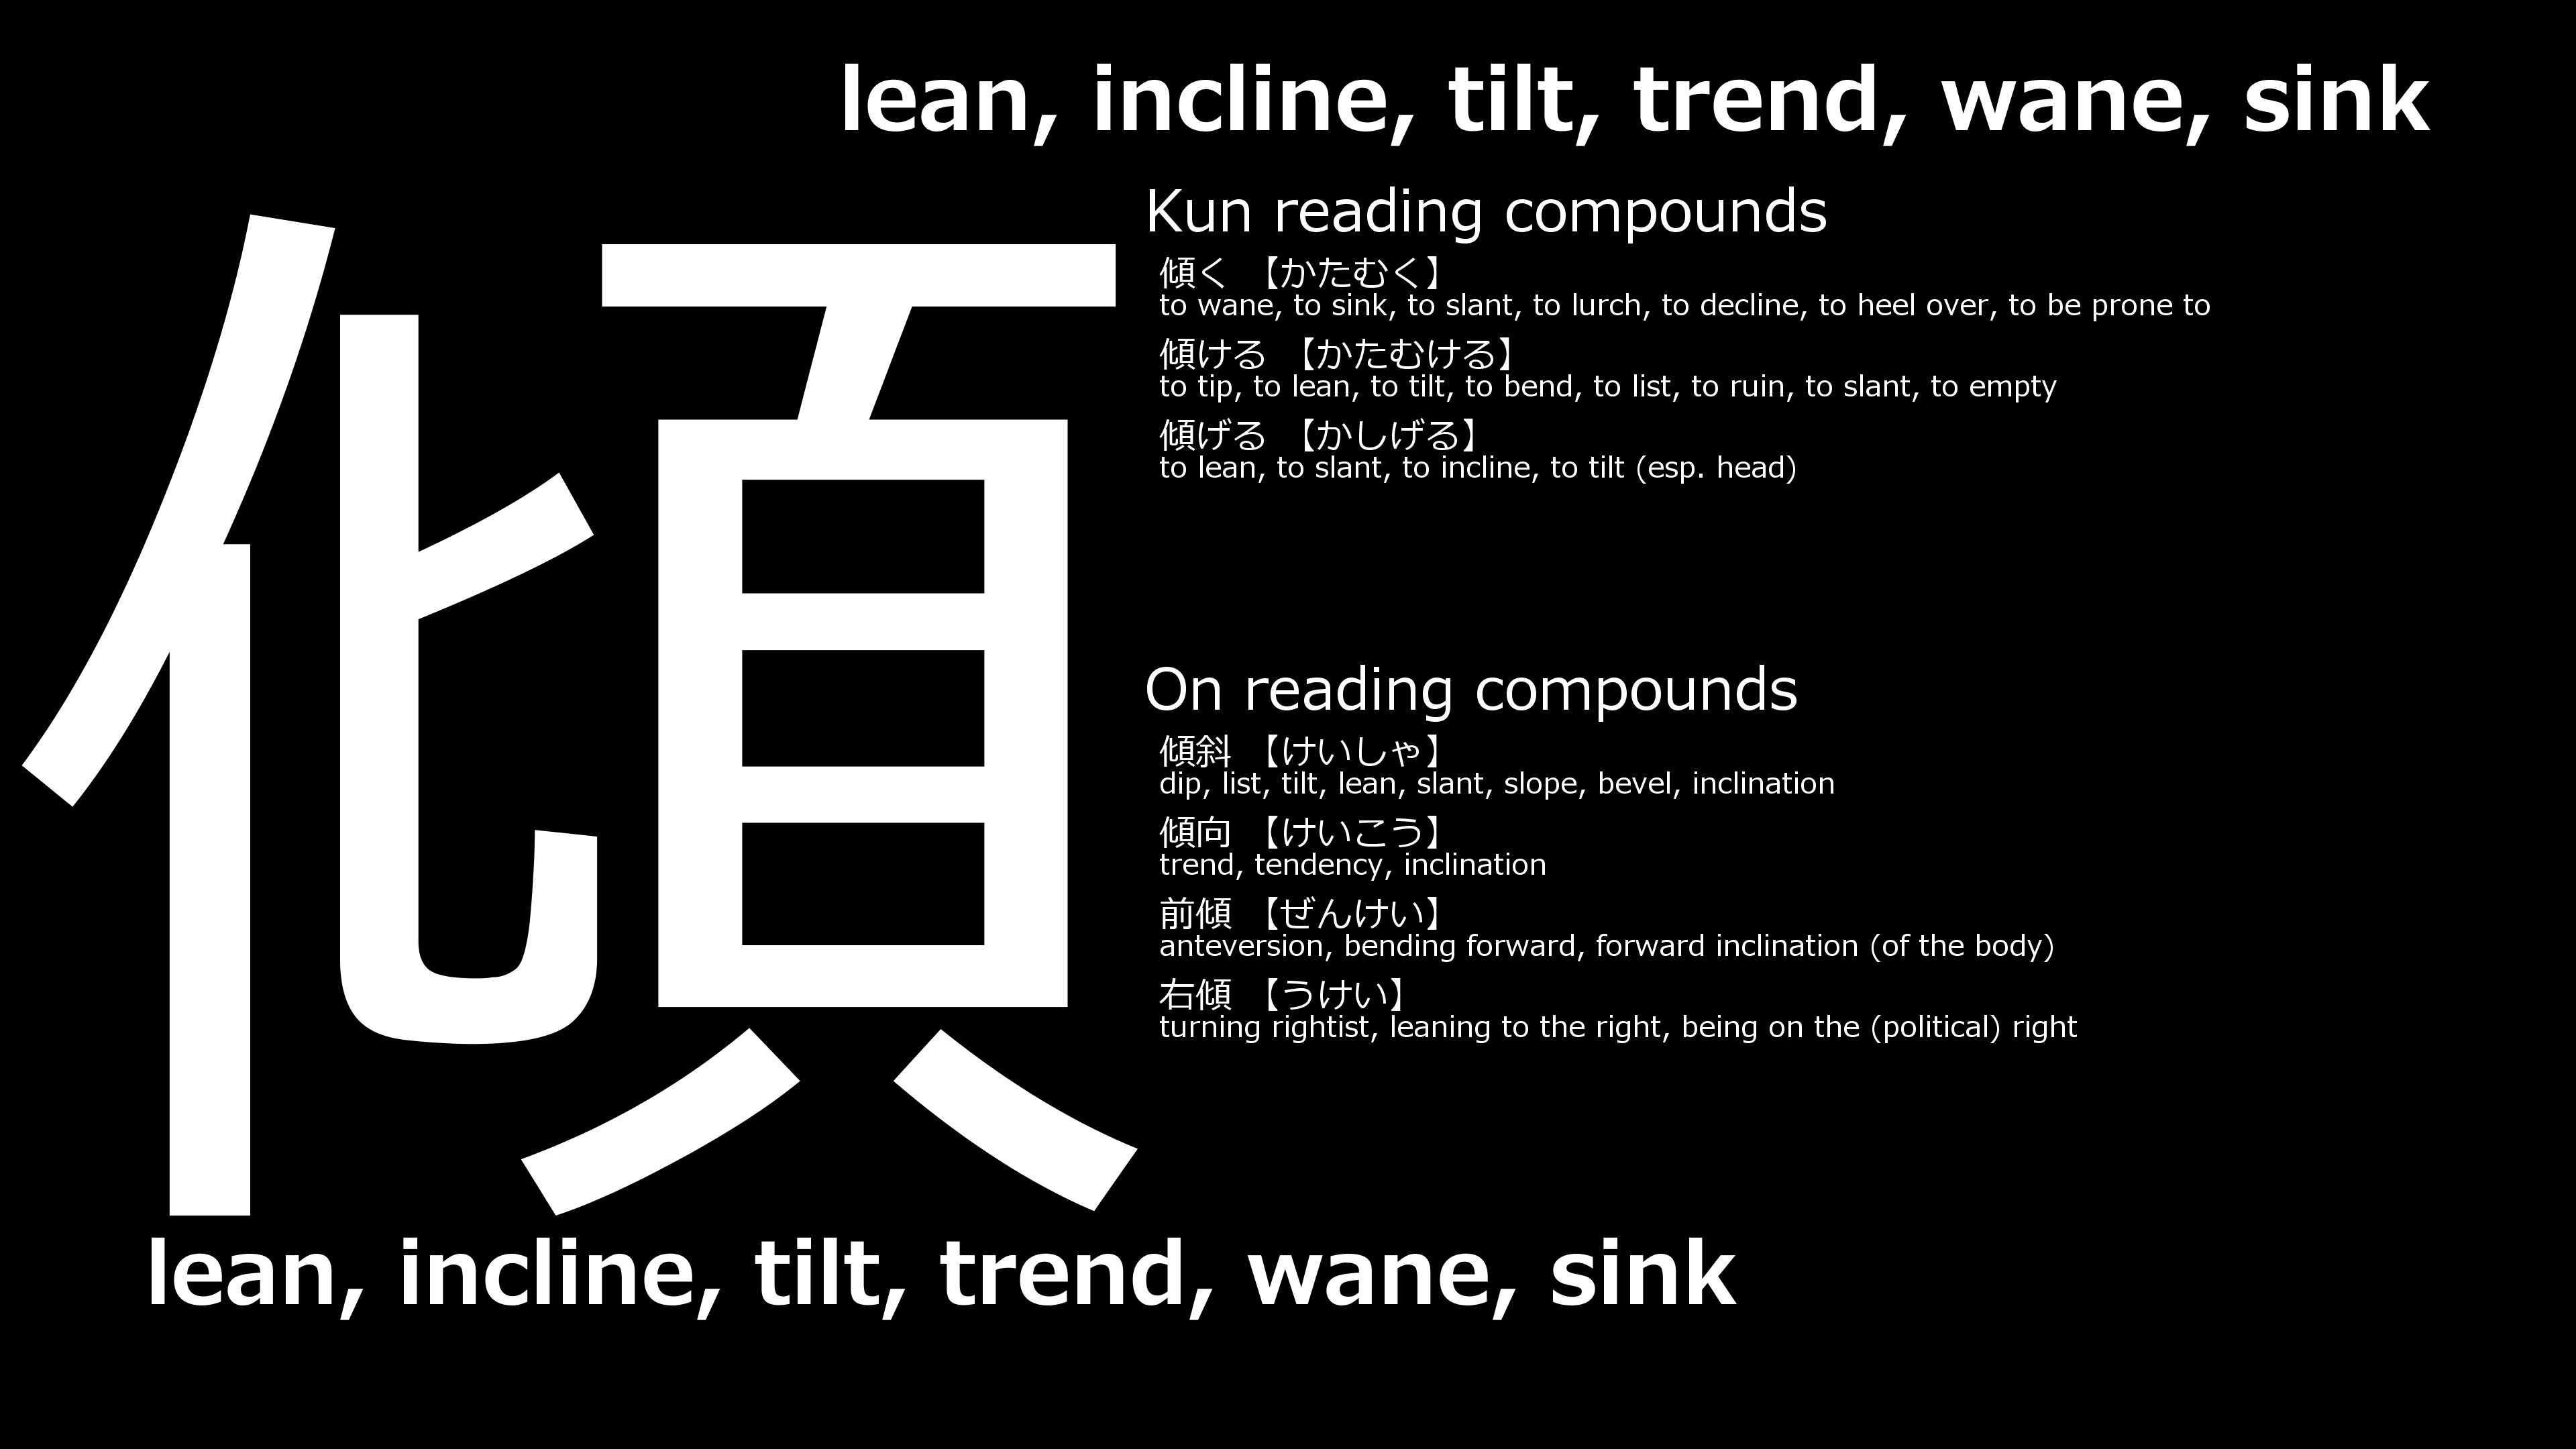 lean, incline, tilt, trend, wane, sink
傾
Kun reading compounds
傾く 【かたむく】
to wane, to sink, to slant, to lurch, to decline, to heel over, to be prone to
傾ける 【かたむける】
to tip, to lean, to tilt, to bend, to list, to ruin, to slant, to empty
傾げる 【かしげる】
to lean, to slant, to incline, to tilt (esp. head)
On reading compounds
傾斜 【けいしゃ】
dip, list, tilt, lean, slant, slope, bevel, inclination
傾向 【けいこう】
trend, tendency, inclination
前傾 【ぜんけい】
anteversion, bending forward, forward inclination (of the body)
右傾 【うけい】
turning rightist, leaning to the right, being on the (political) right
lean, incline, tilt, trend, wane, sink